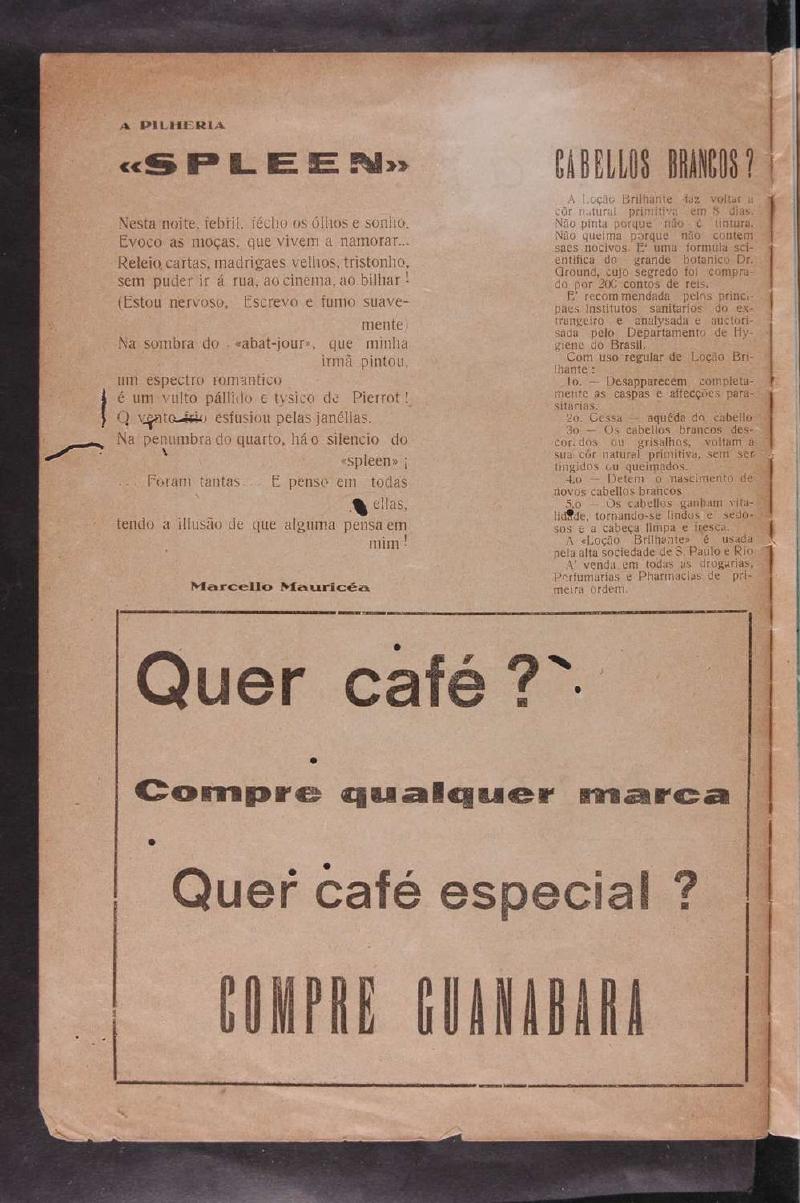 A PILHERIA
«SPLEEN»
Nesta noite, febril, fécho os ólhos e sonho.
Evoco as moças, que vivem a namorar...
Releio cartas, madrigaes velhos, tristonho,
sem puder ir á rua, ao cinema, ao bilhar !
(Estou nervoso, Escrevo e fumo suave-
mente)
Na sombra do «abat-jour», que minha
irmã pintou,
um espectro romantico
é um vulto pállido e tysico de Pierrot !
O vento frio esfusiou pelas janéllas.
Na penumbra do quarto, há o silencio do
«spleen» ;
... Foram tantas... E penso em todas
ellas,
tendo a illusão de que alguma pensa em
mim !
Marcello Mauricéa
CABELLOS BRANCOS ?
A Loção Brilhante faz voltar a
côr natural primitiva em 8 dias.
Não pinta porque não é tintura.
Não queima porque não contem
saes nocivos. E' uma formula sci-
entifica do grande botanico Dr.
Ground, cujo segredo foi compra-
do por 200 contos de reis.
E' recommendada pelos princi-
paes Institutos sanitarios do ex-
trangeiro e analysada e auctori-
sada pelo Departamento de Hy-
giene do Brasil.
Com uso regular de Loção Bri-
lhante :
1o. — Desapparecem completa-
mente as caspas e affecções para-
sitarias.
2o. Cessa — aquéda do cabello
3o — Os cabellos brancos des-
coridos ou grisalhos, voltam a
sua côr natural primitiva, sem ser
tingidos ou queimados.
4.o — Detem o nascimento de
novos cabellos brancos
5.o — Os cabellos ganham vita-
lidade, tornando-se lindos e sedo-
sos e a cabeça limpa e fresca.
A «Loção Brilhante» é usada
pela alta sociedade de S. Paulo e Rio
A' venda em todas as drogarias,
Perfumarias e Pharmacias de pri-
meira ordem.
Quer café ?
Compre qualquer marca
Quer café especial ?
COMPRE GUANABARA